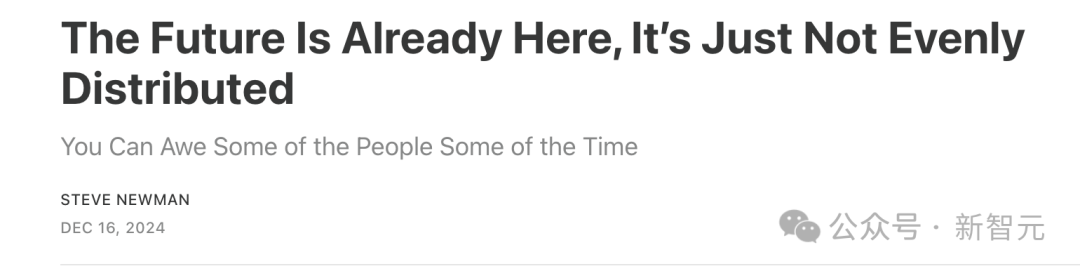 The Future Is Already Here, It’s Just Not Evenly
Distributed
You Can Awe Some of the People Some of the Time
STEVE NEWMAN
DEC 16, 2024
公众号 · 新智元